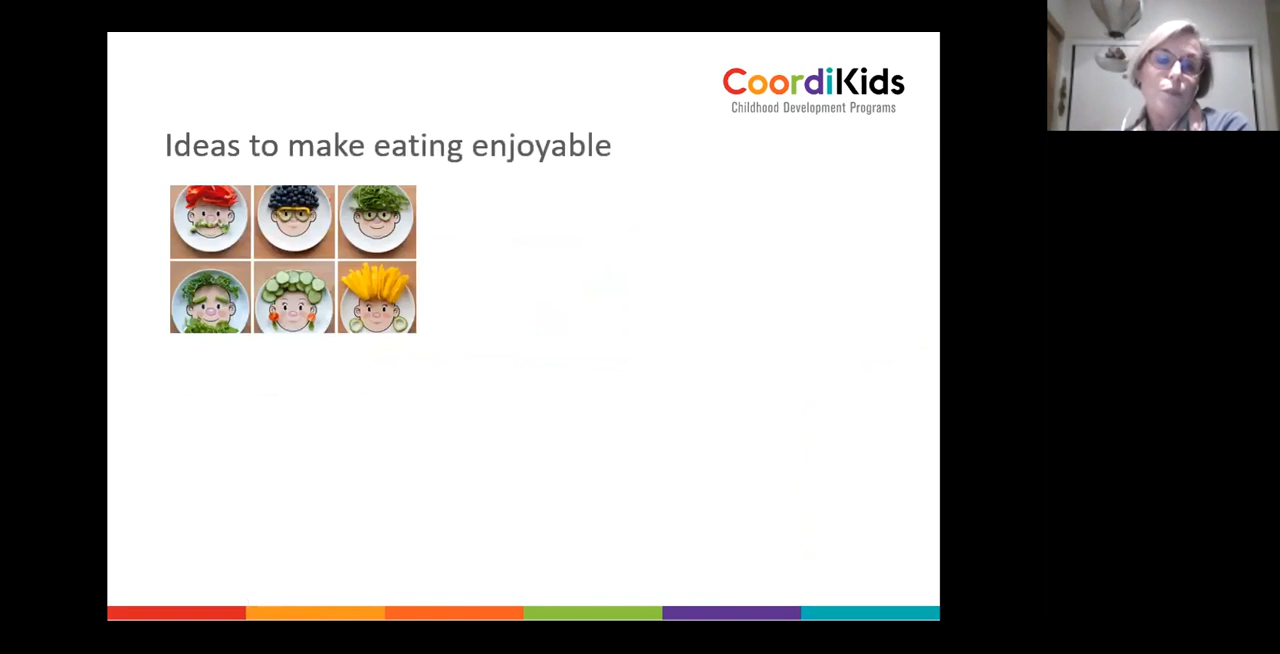 CoordiKids
Childhood Development Programs
Ideas to make eating enjoyable